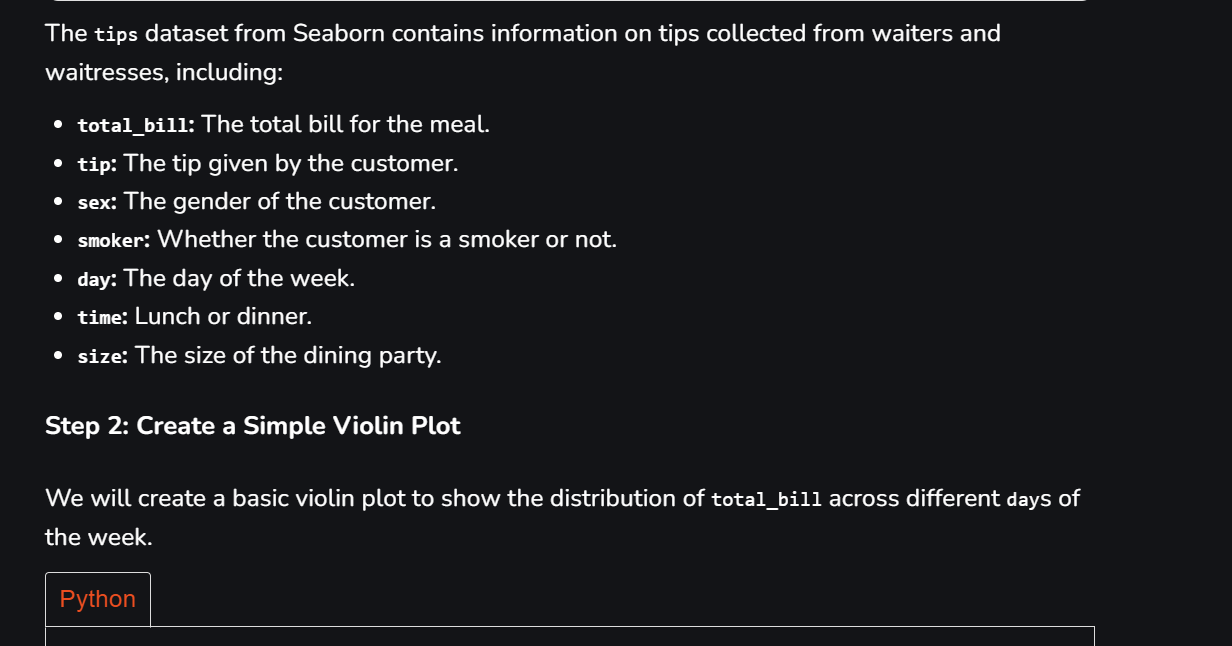 The tips dataset from Seaborn contains information on tips collected from waiters and
waitresses, including:
total_bill: The total bill for the meal.
tip: The tip given by the customer.
sex: The gender of the customer.
smoker: Whether the customer is a smoker or not.
day: The day of the week.
time: Lunch or dinner.
size: The size of the dining party.
Step 2: Create a Simple Violin Plot
We will create a basic violin plot to show the distribution of total_bill across different days of
the week.
Python